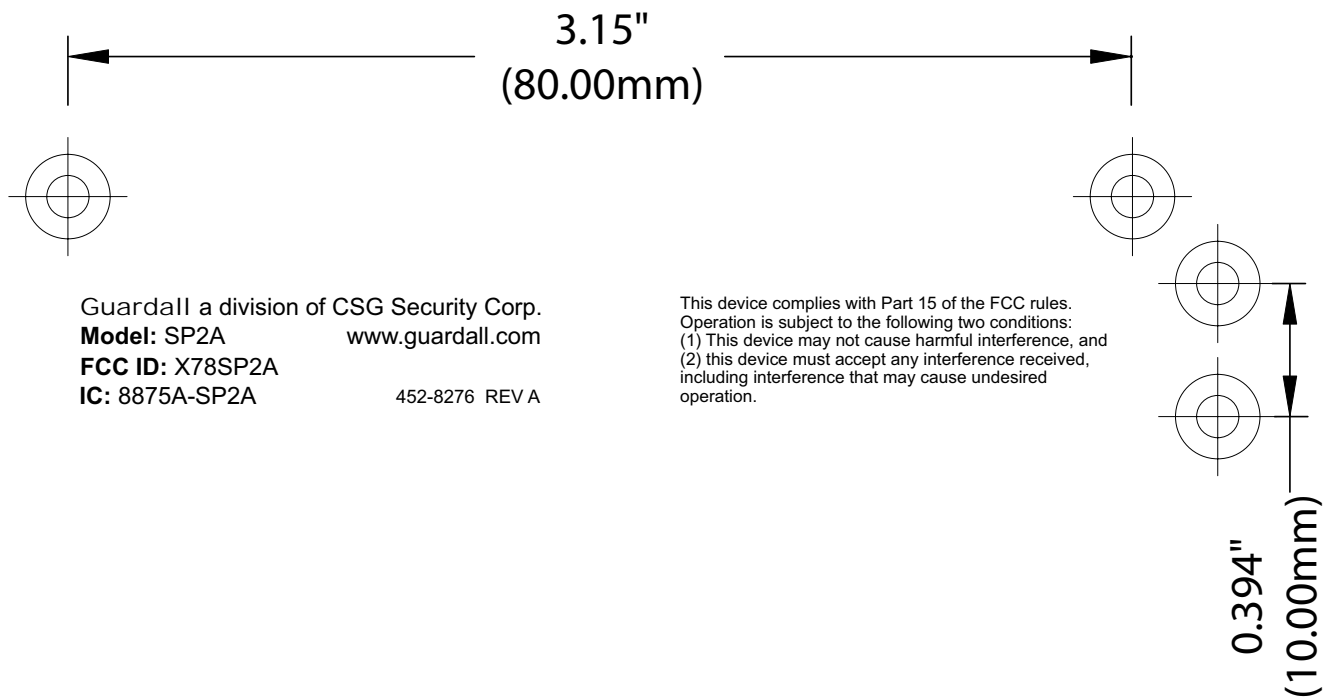 3.15"
(80.00mm)
Guardall a division of CSG Security Corp.
Model: SP2A www.guardall.com
FCC ID: X78SP2A
IC: 8875A-SP2A 452-8276 REV A
This device complies with Part 15 of the FCC rules.
Operation is subject to the following two conditions:
(1) This device may not cause harmful interference, and
(2) this device must accept any interference received,
including interference that may cause undesired
operation.
0.394"
(10.00mm)